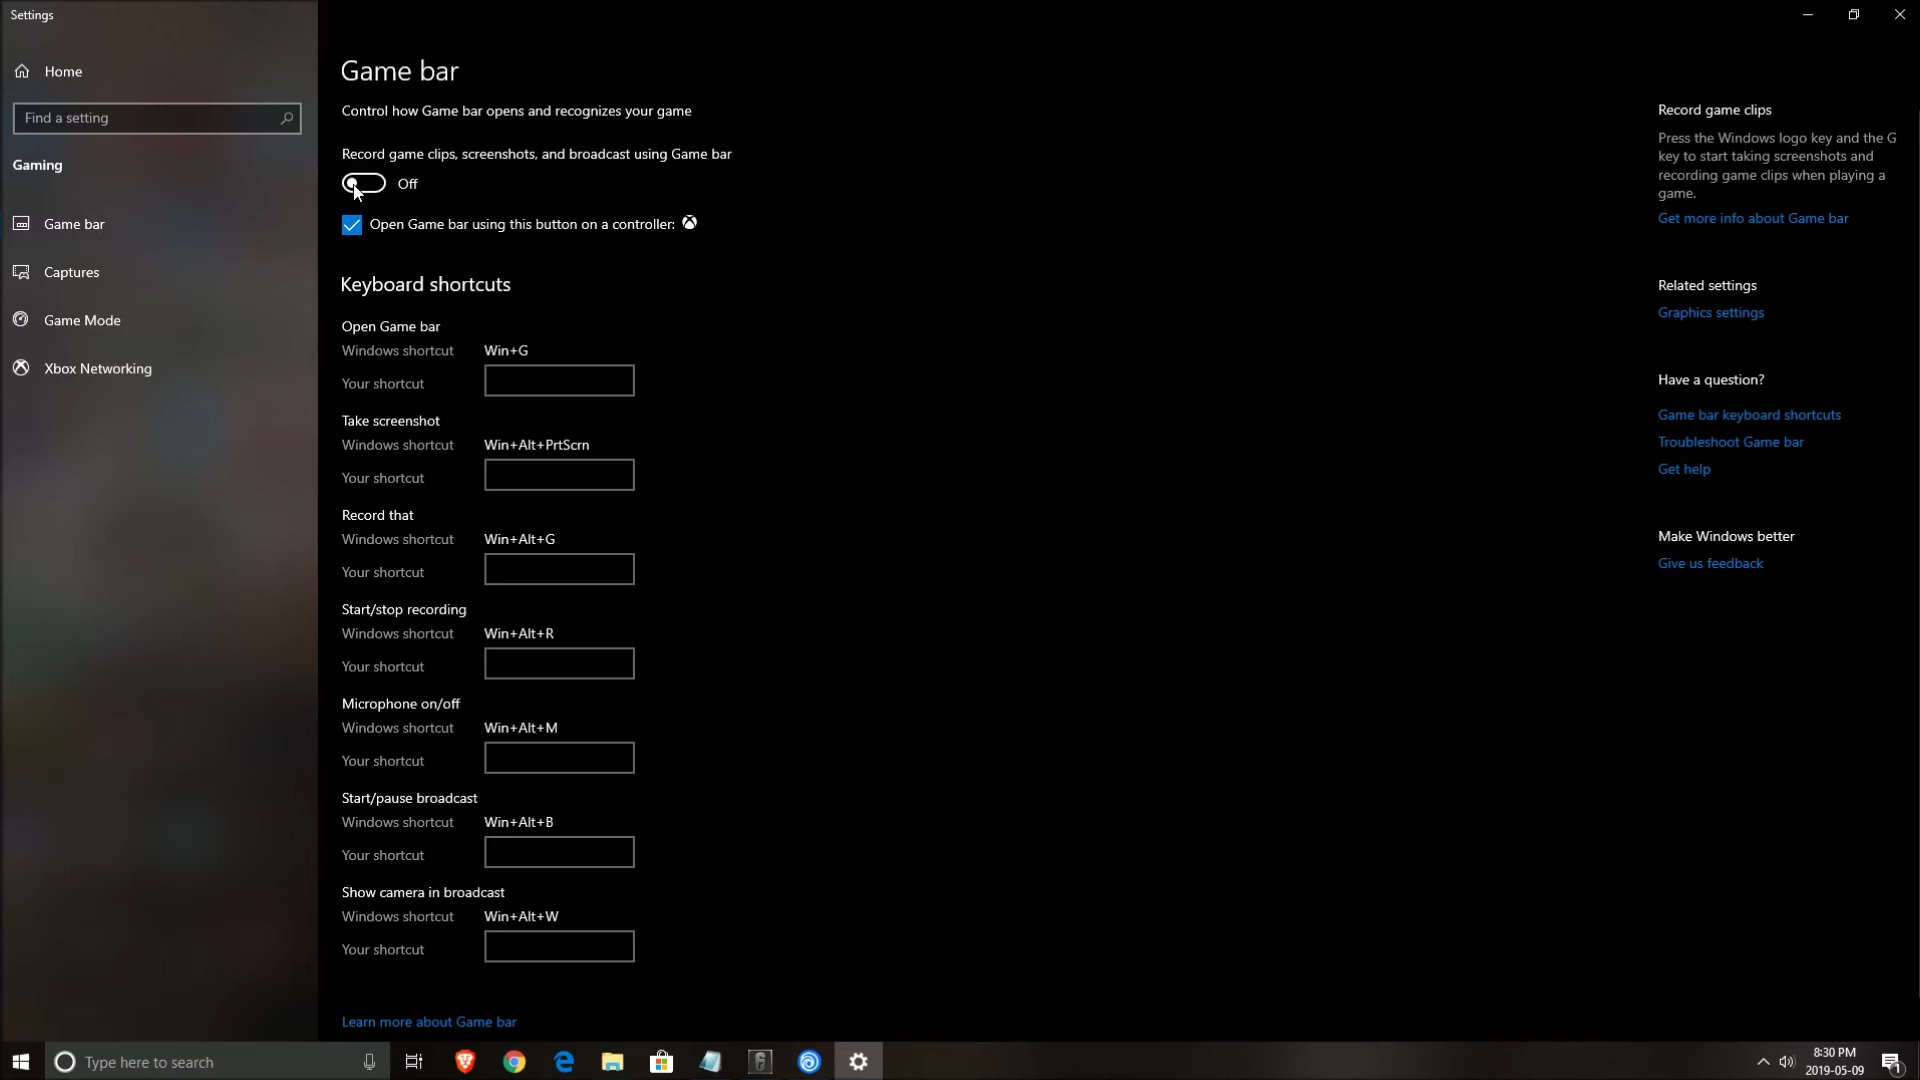 Settings
Home
Find a setting
Gaming
Game bar
Captures
Game Mode
Xbox Networking
Game bar
Control how Game bar opens and recognizes your game
Record game clips, screenshots, and broadcast using Game bar
Off
Open Game bar using this button on a controller:
Keyboard shortcuts
Open Game bar
Windows shortcut Win+G
Your shortcut
Take screenshot
Windows shortcut Win+Alt+PrtScrn
Your shortcut
Record that
Windows shortcut Win+Alt+G
Your shortcut
Start/stop recording
Windows shortcut Win+Alt+R
Your shortcut
Microphone on/off
Windows shortcut Win+Alt+M
Your shortcut
Start/pause broadcast
Windows shortcut Win+Alt+B
Your shortcut
Show camera in broadcast
Windows shortcut Win+Alt+W
Your shortcut
Learn more about Game bar
Record game clips
Press the Windows logo key and the G
key to start taking screenshots and
recording game clips when playing a
game.
Get more info about Game bar
Related settings
Graphics settings
Have a question?
Game bar keyboard shortcuts
Troubleshoot Game bar
Get help
Make Windows better
Give us feedback
Type here to search
8:30 PM
2019-05-09
1